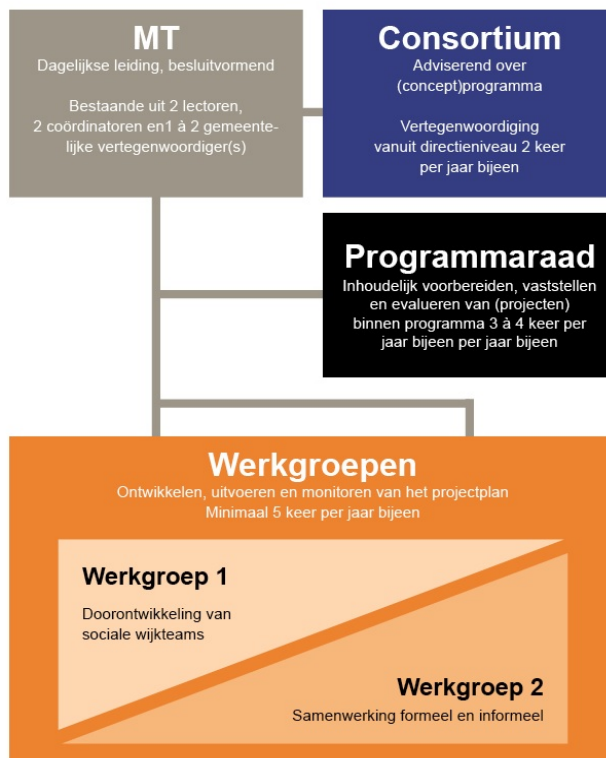 MT
Dagelijkse leiding, besluitvormend
Bestaande uit 2 lectoren,
2 coördinatoren en1 à 2 gemeente-
lijke vertegenwoordiger(s)
Consortium
Adviserend over
(concept)programma
Vertegenwoordiging
vanuit directieniveau 2 keer
per jaar bijeen
Programmaraad
Inhoudelijk voorbereiden, vaststellen
en evalueren van (projecten)
binnen programma 3 à 4 keer per
jaar bijeen per jaar bijeen
Werkgroepen
Ontwikkelen, uitvoeren en monitoren van het projectplan
Minimaal 5 keer per jaar bijeen
Werkgroep 1
Doorontwikkeling van
sociale wijkteams
Werkgroep 2
Samenwerking formeel en informeel